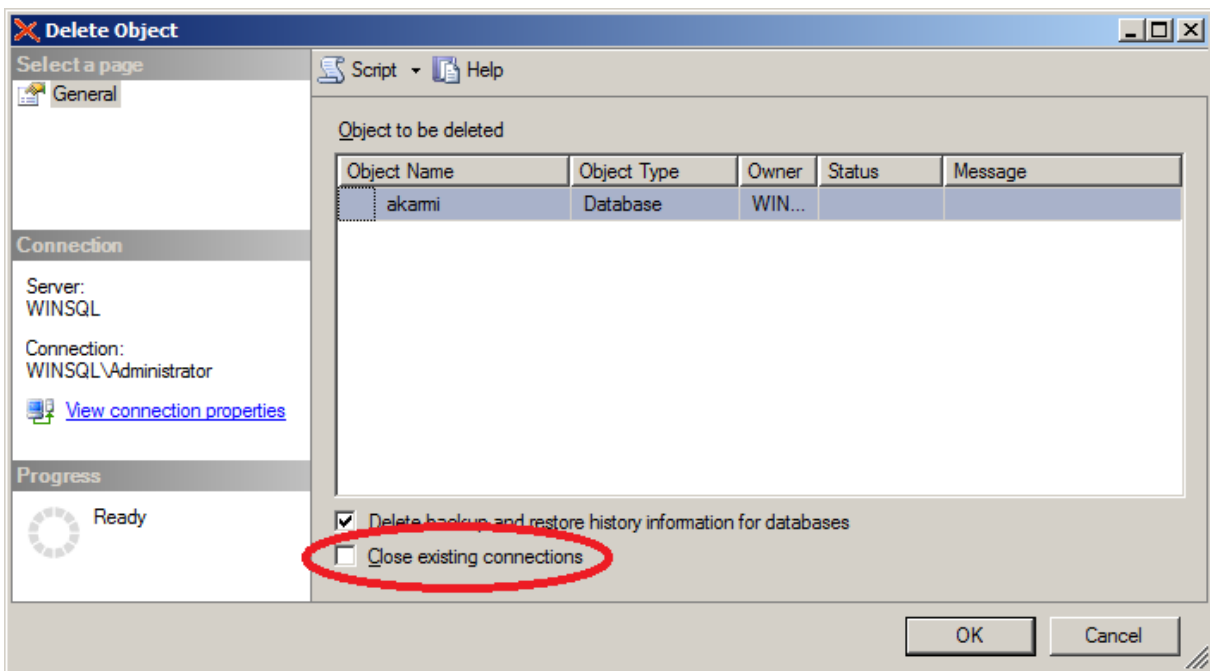 Delete Object
Select a page
General
Script
Help
Object to be deleted
Object Name Object Type Owner Status Message
akami Database WIN...
Connection
Server:
WINSQL
Connection:
WINSQL\Administrator
View connection properties
Progress
Ready
Delete backup and restore history information for databases
Close existing connections
OK Cancel